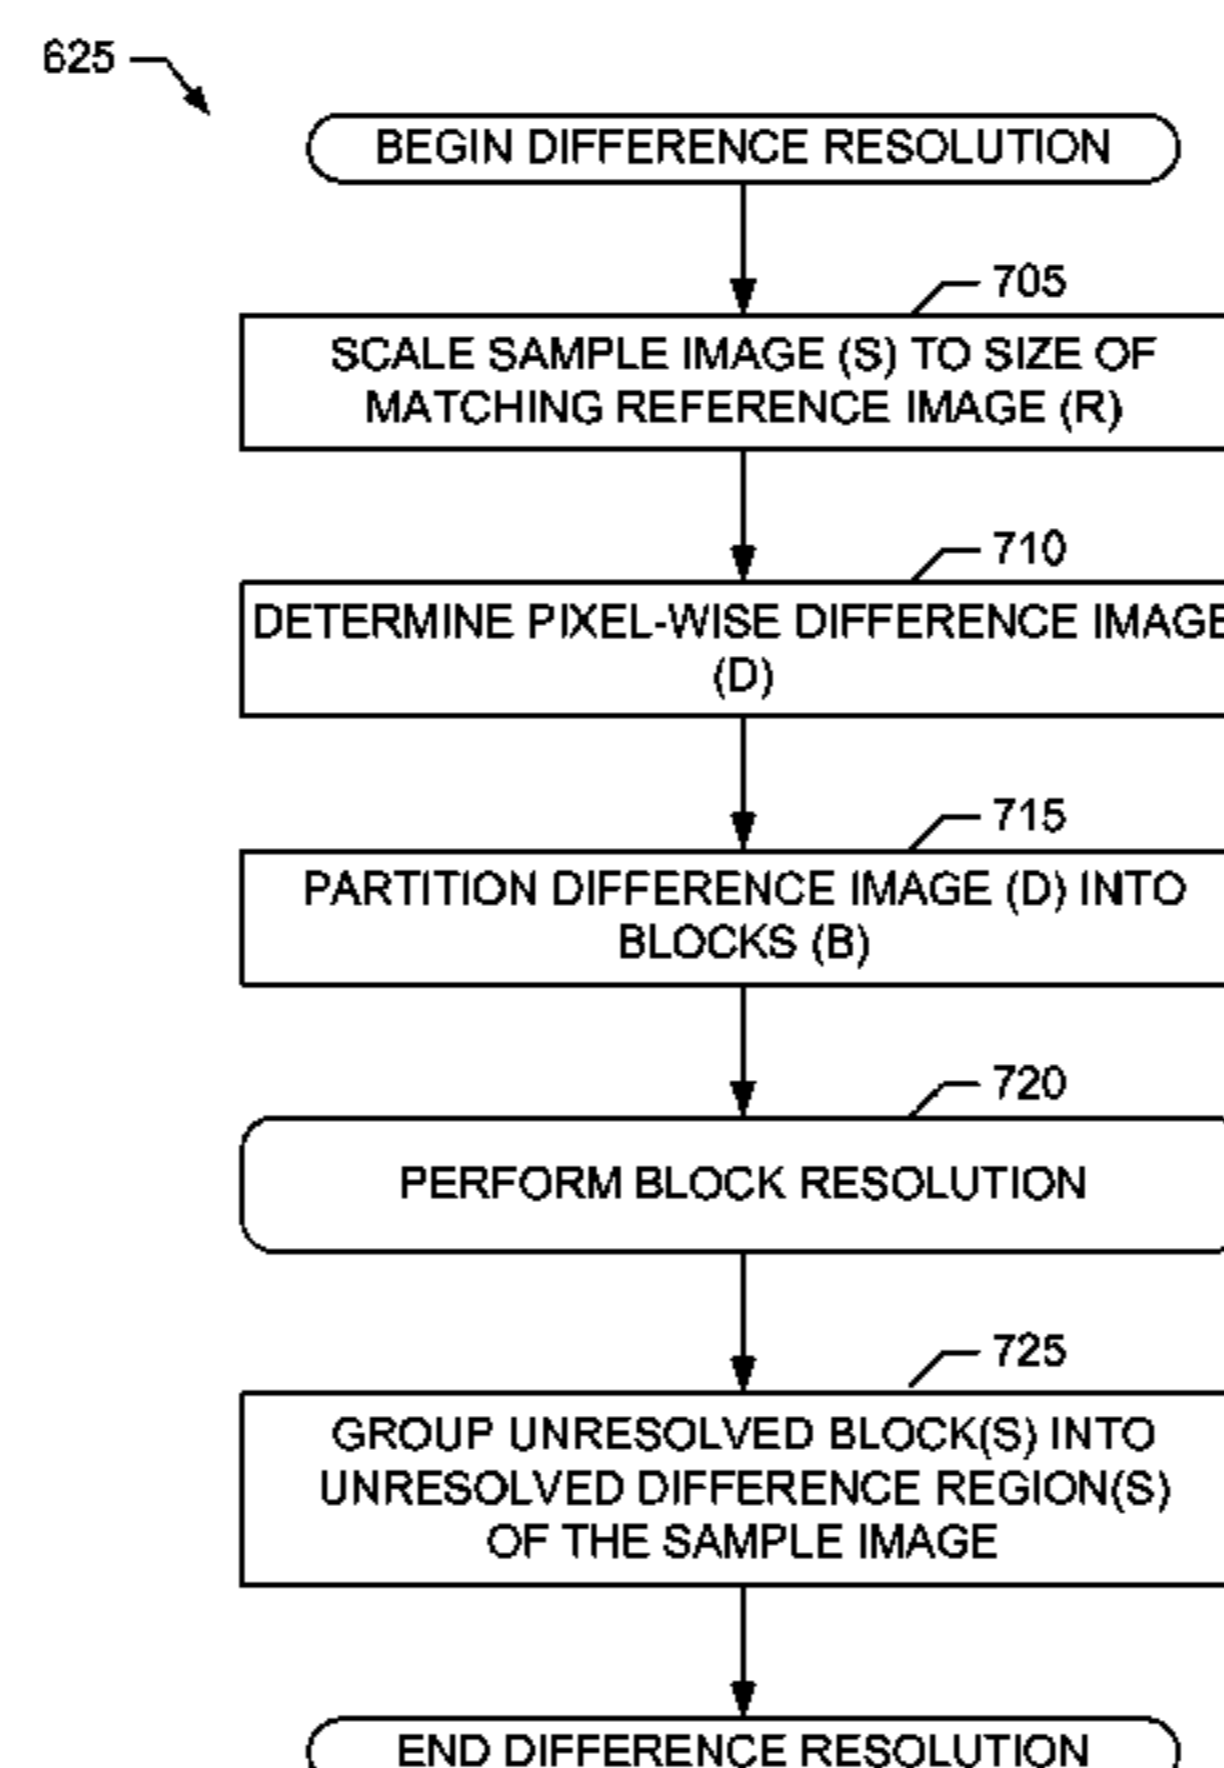 625
BEGIN DIFFERENCE RESOLUTION
705
SCALE SAMPLE IMAGE (S) TO SIZE OF
MATCHING REFERENCE IMAGE (R)
710
DETERMINE PIXEL-WISE DIFFERENCE IMAGE
(D)
715
PARTITION DIFFERENCE IMAGE (D) INTO
BLOCKS (B)
720
PERFORM BLOCK RESOLUTION
725
GROUP UNRESOLVED BLOCK(S) INTO
UNRESOLVED DIFFERENCE REGION(S)
OF THE SAMPLE IMAGE
END DIFFERENCE RESOLUTION